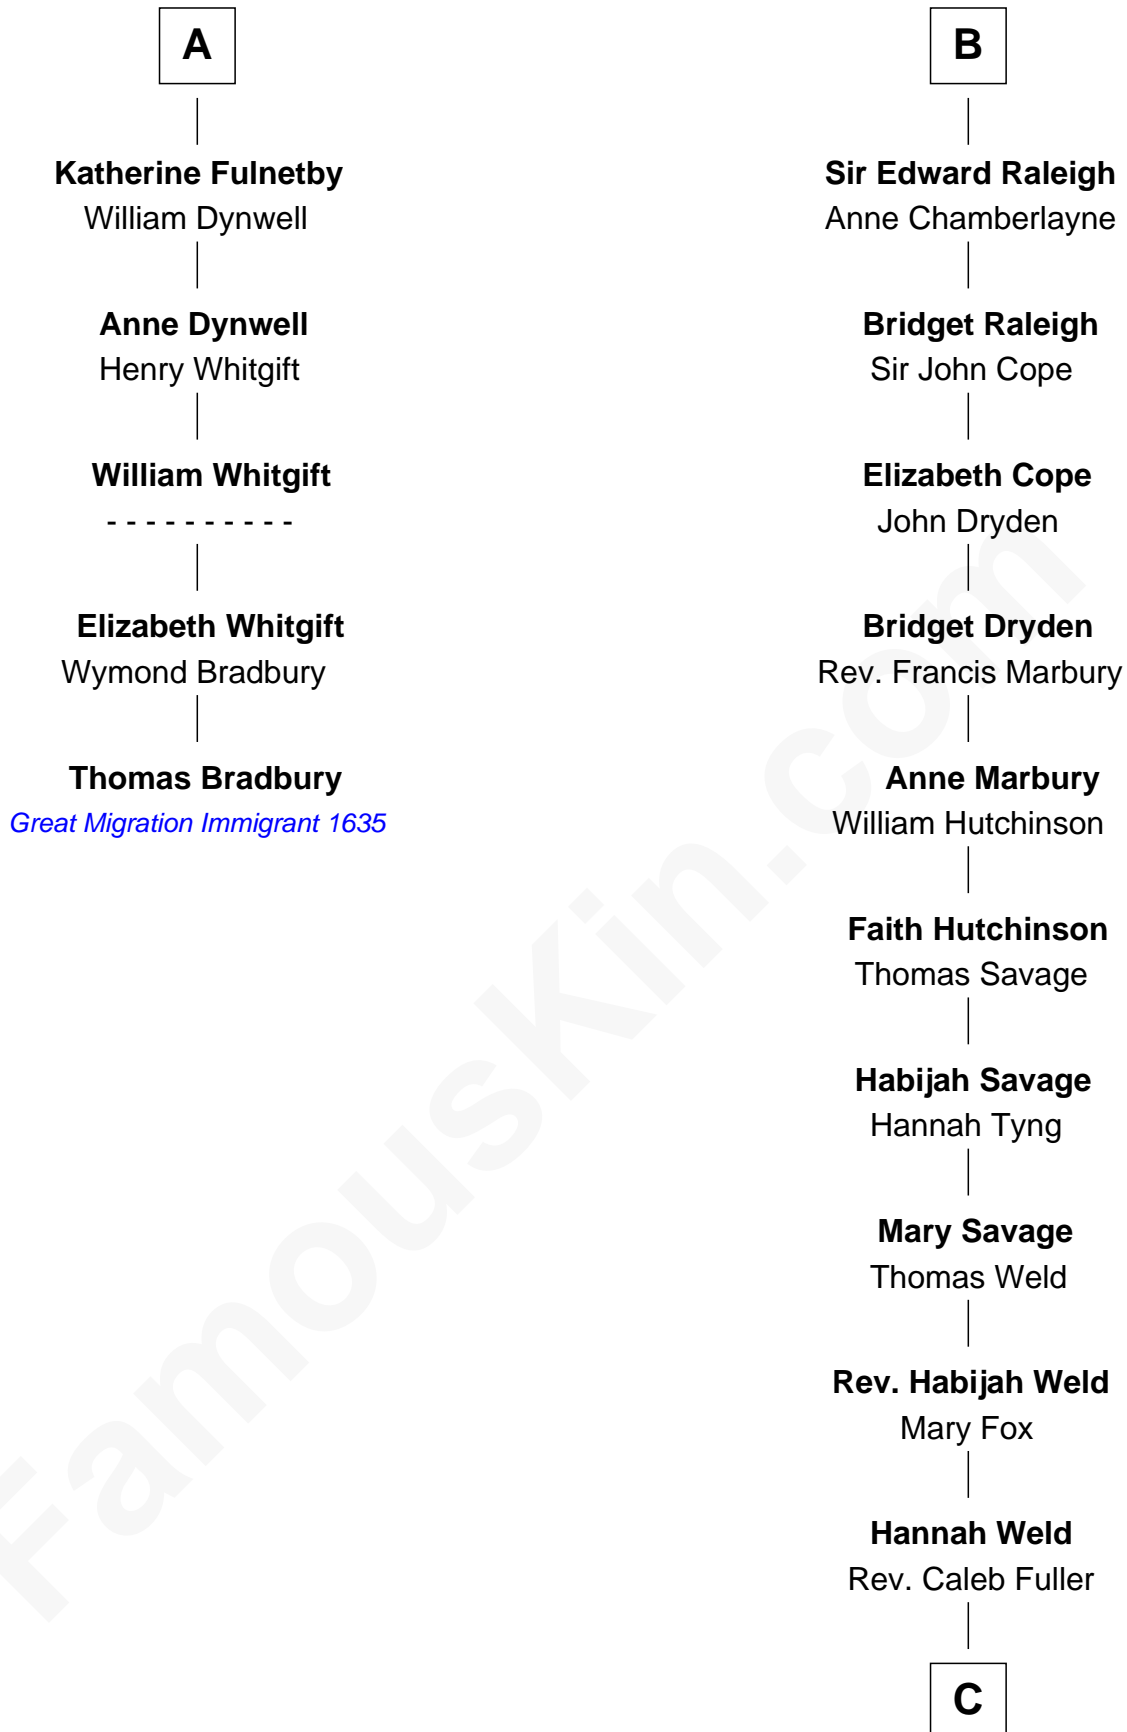 A
Katherine Fulnetby
William Dynwell
Anne Dynwell
Henry Whitgift
William Whitgift
- - - - - - - - - -
Elizabeth Whitgift
Wymond Bradbury
Thomas Bradbury
Great Migration Immigrant 1635
B
Sir Edward Raleigh
Anne Chamberlayne
Bridget Raleigh
Sir John Cope
Elizabeth Cope
John Dryden
Bridget Dryden
Rev. Francis Marbury
Anne Marbury
William Hutchinson
Faith Hutchinson
Thomas Savage
Habijah Savage
Hannah Tyng
Mary Savage
Thomas Weld
Rev. Habijah Weld
Mary Fox
Hannah Weld
Rev. Caleb Fuller
C
FamousKin.com